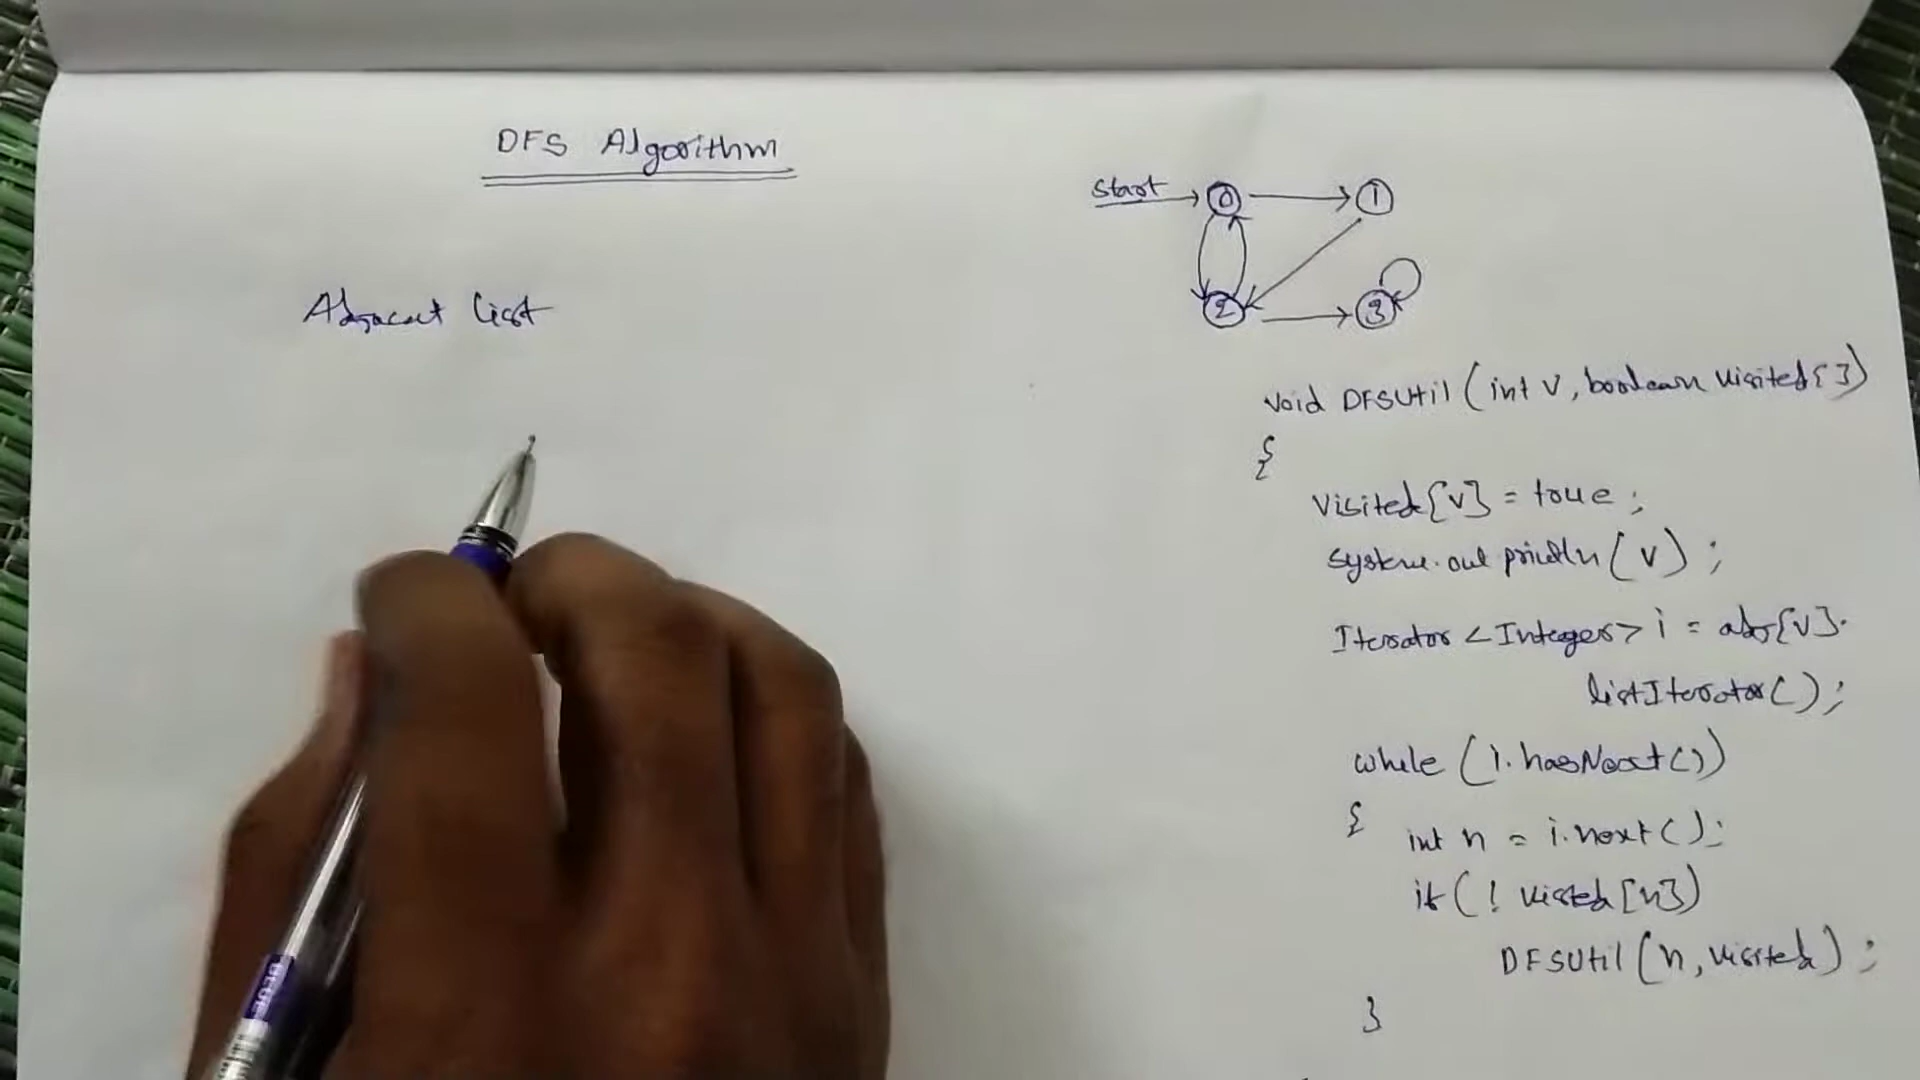 DFS Algorithm
Start
0
1
2
3
Adjacent list
void DFSUtil (int v, boolean visited[])
{
visited[v] = true;
System.out.println(v);
Iterator <Integer> i = adj[v].
listIterator();
while (i.hasNext())
{ int n = i.next();
if (! visited[n])
DFSUtil (n, visited);
}
BLUE